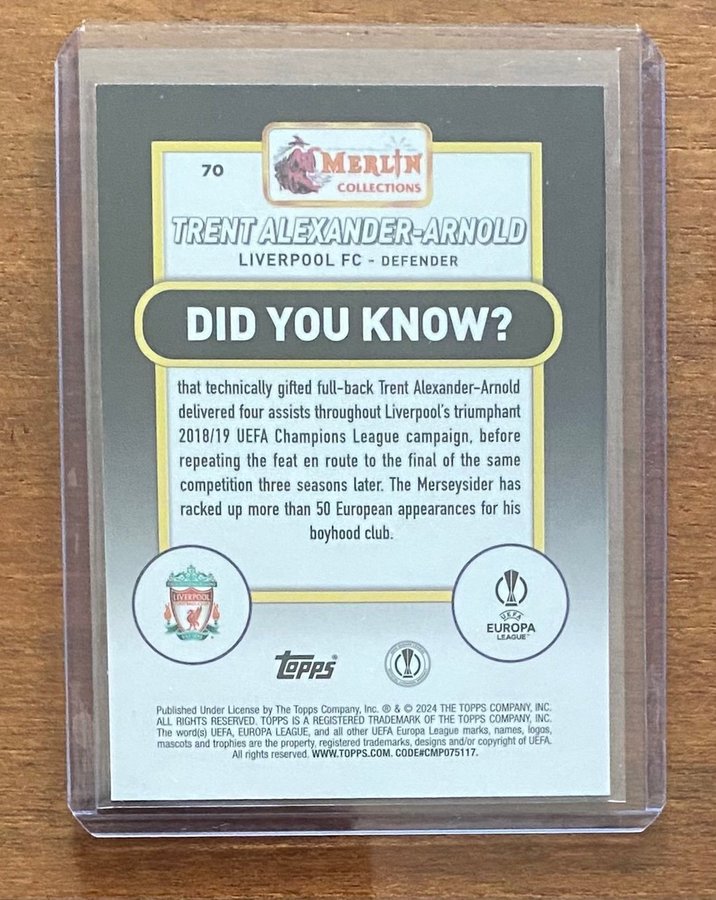 70
MERLIN
COLLECTIONS
TRENT ALEXANDER-ARNOLD
LIVERPOOL FC - DEFENDER
DID YOU KNOW?
that technically gifted full-back Trent Alexander-Arnold
delivered four assists throughout Liverpool's triumphant
2018/19 UEFA Champions League campaign, before
repeating the feat en route to the final of the same
competition three seasons later. The Merseysider has
racked up more than 50 European appearances for his
boyhood club.
LIVERPOOL
UEFA
EUROPA
LEAGUE™
Topps®
Published Under License by The Topps Company, Inc. ® & © 2024 THE TOPPS COMPANY, INC.
ALL RIGHTS RESERVED. TOPPS IS A REGISTERED TRADEMARK OF THE TOPPS COMPANY, INC.
The word(s) UEFA, EUROPA LEAGUE, and all other UEFA Europa League marks, names, logos,
mascots and trophies are the property, registered trademarks, designs and/or copyright of UEFA.
All rights reserved. WWW.TOPPS.COM. CODE#CMP075117.